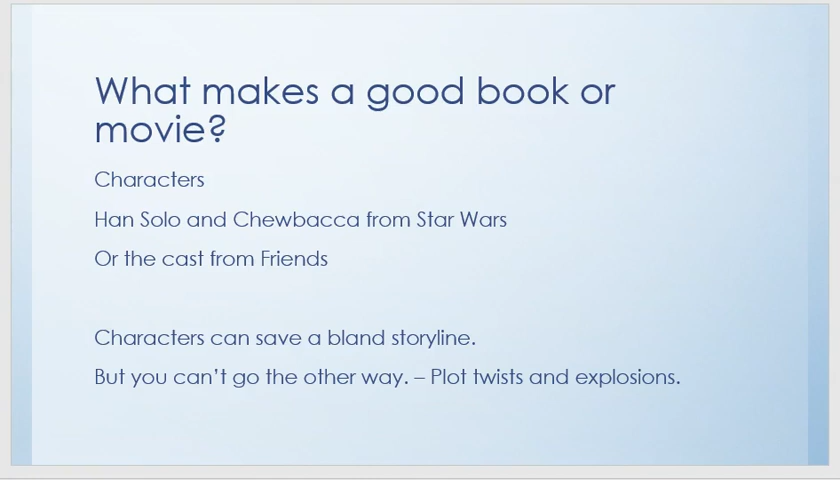 What makes a good book or
movie?
Characters
Han Solo and Chewbacca from Star Wars
Or the cast from Friends
Characters can save a bland storyline.
But you can’t go the other way. – Plot twists and explosions.